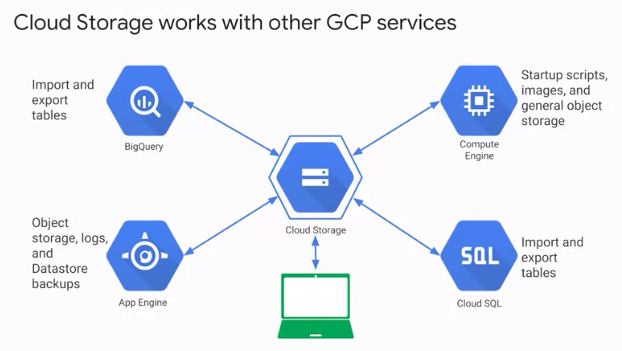 Cloud Storage works with other GCP services
Import and
export
tables
BigQuery
Startup scripts,
images, and
general object
storage
Compute
Engine
Cloud Storage
Object
storage, logs,
and
Datastore
backups
App Engine
SQL
Cloud SQL
Import and
export
tables